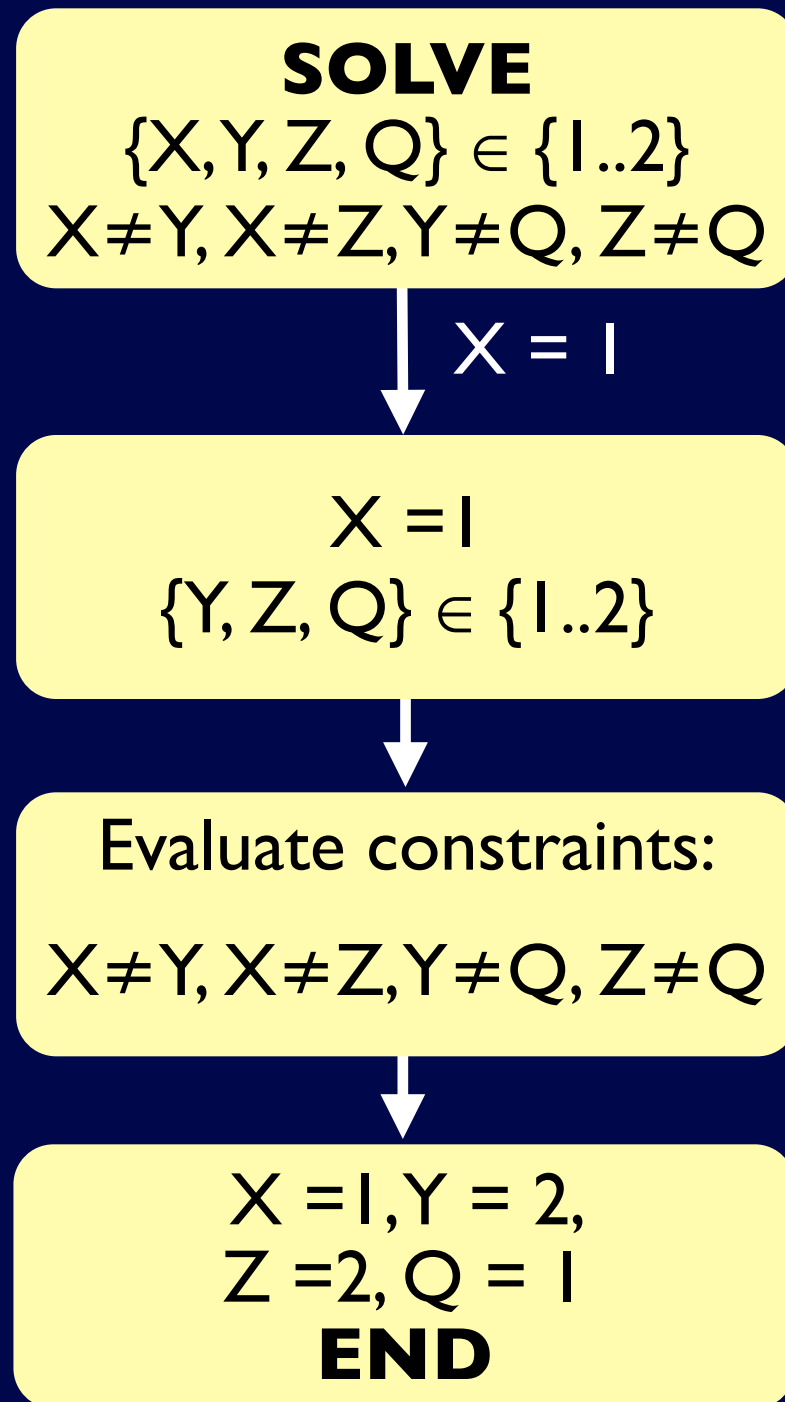 SOLVE
{X, Y, Z, Q} ∈ {1..2}
X≠Y, X≠Z, Y≠Q, Z≠Q
X = 1
X =1
{Y, Z, Q} ∈ {1..2}
Evaluate constraints:
X≠Y, X≠Z, Y≠Q, Z≠Q
X =1, Y = 2,
Z =2, Q = 1
END